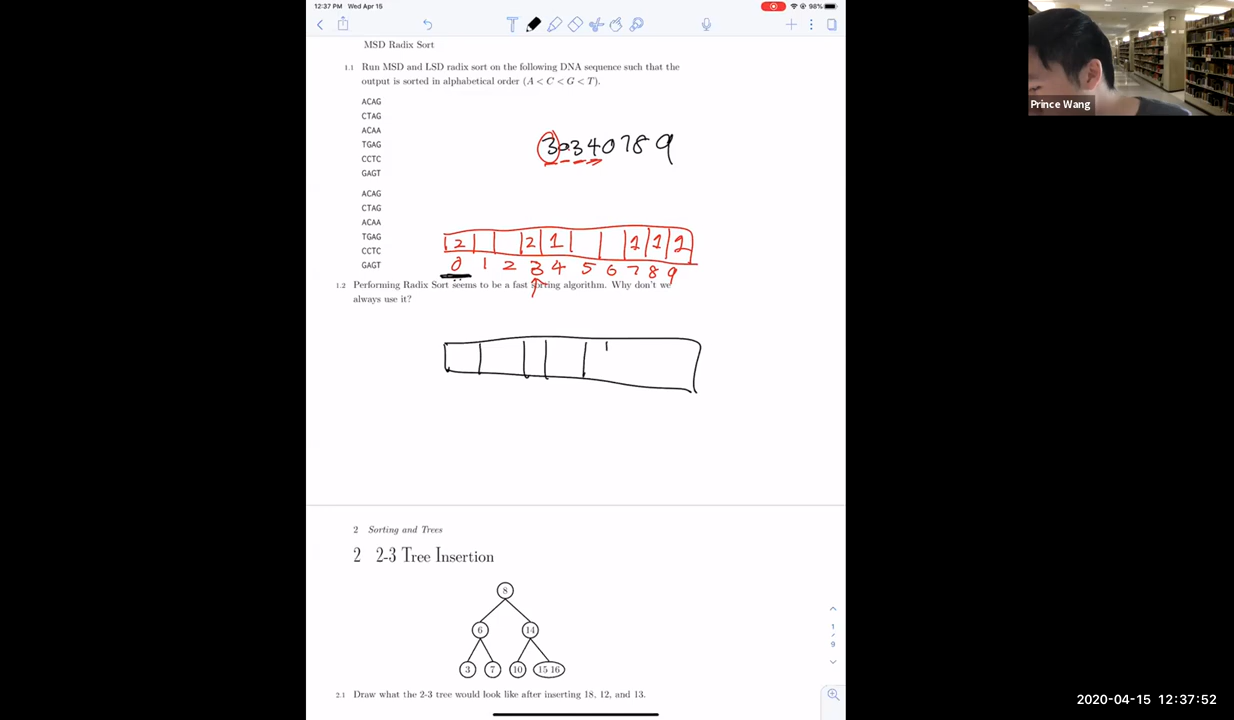 12:37 PM Wed Apr 15
98%
MSD Radix Sort
1.1 Run MSD and LSD radix sort on the following DNA sequence such that the
output is sorted in alphabetical order (A < C < G < T).
ACAG
CTAG
ACAA
TGAG
CCTC
GAGT
30340789
ACAG
CTAG
ACAA
TGAG
CCTC
GAGT
2 2 1 1 1 1
0 1 2 3 4 5 6 7 8 9
1.2 Performing Radix Sort seems to be a fast sorting algorithm. Why don't we
always use it?
2 Sorting and Trees
2 2-3 Tree Insertion
8
6 14
3 7 10 15 16
2.1 Draw what the 2-3 tree would look like after inserting 18, 12, and 13.
1
/
9
Prince Wang
2020-04-15 12:37:52